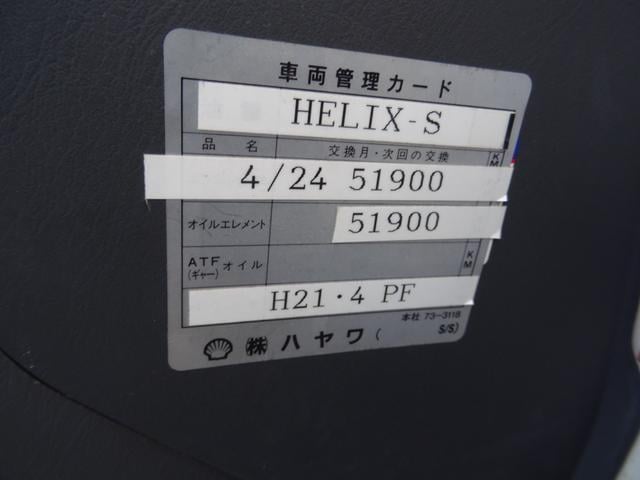 車両管理カード
HELIX-S
品 名 交換月・次回の交換
4/24 51900
オイルエレメント 51900
ATF オイル KM
(ギャー)
H21・4 PF
本社 73-3118
㈱ ハヤワ ( S/S)